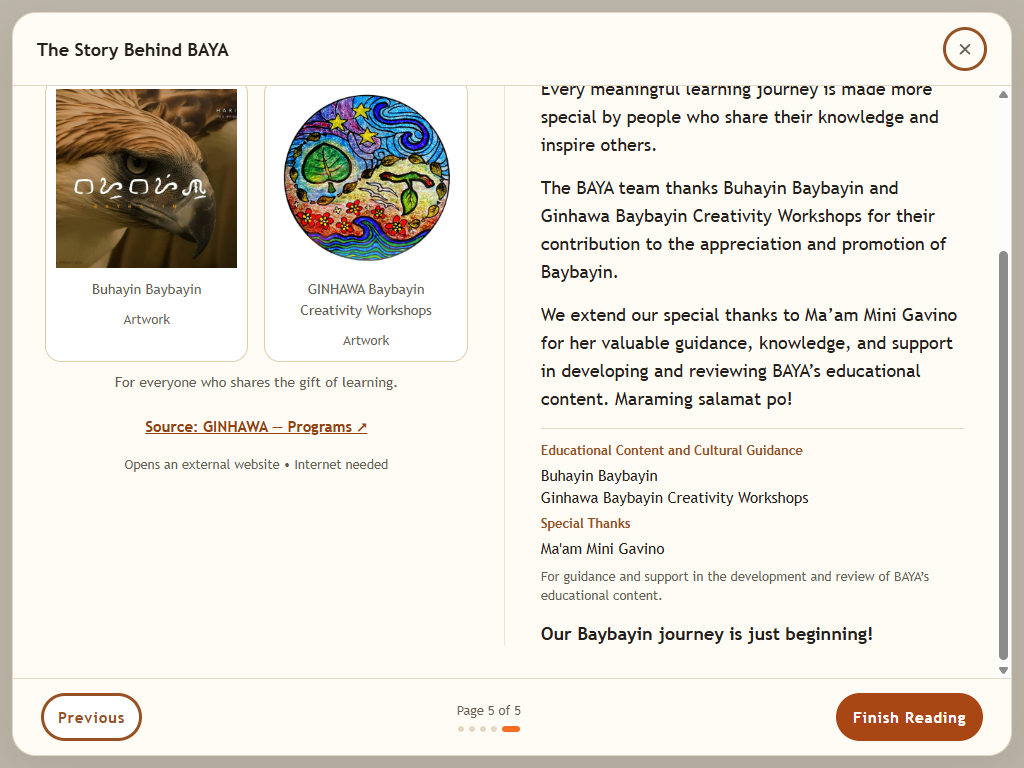 The Story Behind BAYA
Buhayin Baybayin
Artwork
GINHAWA Baybayin
Creativity Workshops
Artwork
For everyone who shares the gift of learning.
Source: GINHAWA — Programs ↗
Opens an external website • Internet needed
Every meaningful learning journey is made more
special by people who share their knowledge and
inspire others.
The BAYA team thanks Buhayin Baybayin and
Ginhawa Baybayin Creativity Workshops for their
contribution to the appreciation and promotion of
Baybayin.
We extend our special thanks to Ma’am Mini Gavino
for her valuable guidance, knowledge, and support
in developing and reviewing BAYA’s educational
content. Maraming salamat po!
Educational Content and Cultural Guidance
Buhayin Baybayin
Ginhawa Baybayin Creativity Workshops
Special Thanks
Ma'am Mini Gavino
For guidance and support in the development and review of BAYA’s
educational content.
Our Baybayin journey is just beginning!
Previous
Page 5 of 5
Finish Reading